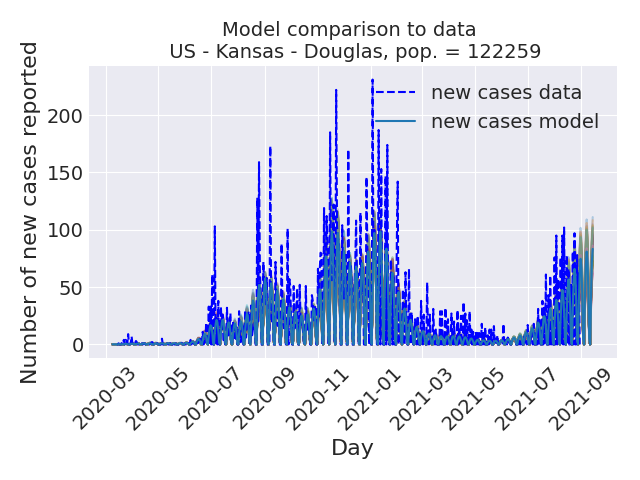 Model comparison to data
US - Kansas - Douglas, pop. = 122259
Number of new cases reported
200
150
100
50
0
new cases data
new cases model
2020-03
2020-05
2020-07
2020-09
2020-11
2021-01
2021-03
2021-05
2021-07
2021-09
Day